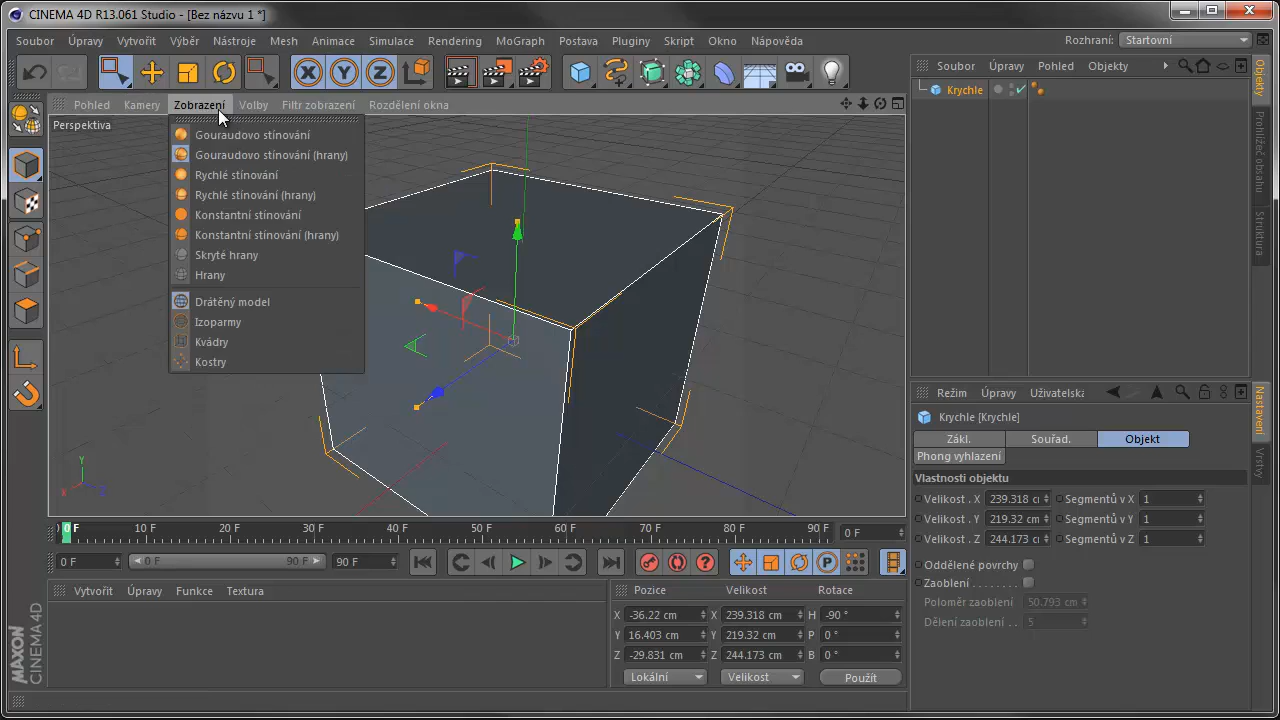 CINEMA 4D R13.061 Studio - [Bez názvu 1 *]
Soubor Úpravy Vytvořit Výběr Nástroje Mesh Animace Simulace Rendering MoGraph Postava Pluginy Skript Okno Nápověda
Rozhraní: Startovní
Soubor Úpravy Pohled Objekty
Krychle
Objekty
Prohlížeč obsahu
Struktura
Pohled Kamery Zobrazení Volby Filtr zobrazení Rozdělení okna
Perspektiva
Gouraudovo stínování
Gouraudovo stínování (hrany)
Rychlé stínování
Rychlé stínování (hrany)
Konstantní stínování
Konstantní stínování (hrany)
Skryté hrany
Hrany
Drátěný model
Izoparmy
Kvádry
Kostry
Y
X
Z
Režim Úpravy Uživatelska
Krychle [Krychle]
Zákl. Souřad. Objekt
Phong vyhlazení
Vlastnosti objektu
Velikost . X 239.318 cm Segmentů v X 1
Velikost . Y 219.32 cm Segmentů v Y 1
Velikost . Z 244.173 cm Segmentů v Z 1
Oddělené povrchy
Zaoblení . . . . . . .
Poloměr zaoblení 50.793 cm
Dělení zaoblení . . 5
Nastavení
Vrstvy
0 F 10 F 20 F 30 F 40 F 50 F 60 F 70 F 80 F 90 F 0 F
0 F 0 F 90 F 90 F
Vytvořit Úpravy Funkce Textura
Pozice Velikost Rotace
X -36.22 cm X 239.318 cm H -90 °
Y 16.403 cm Y 219.32 cm P 0 °
Z -29.831 cm Z 244.173 cm B 0 °
Lokální Velikost Použít
MAXON
CINEMA 4D